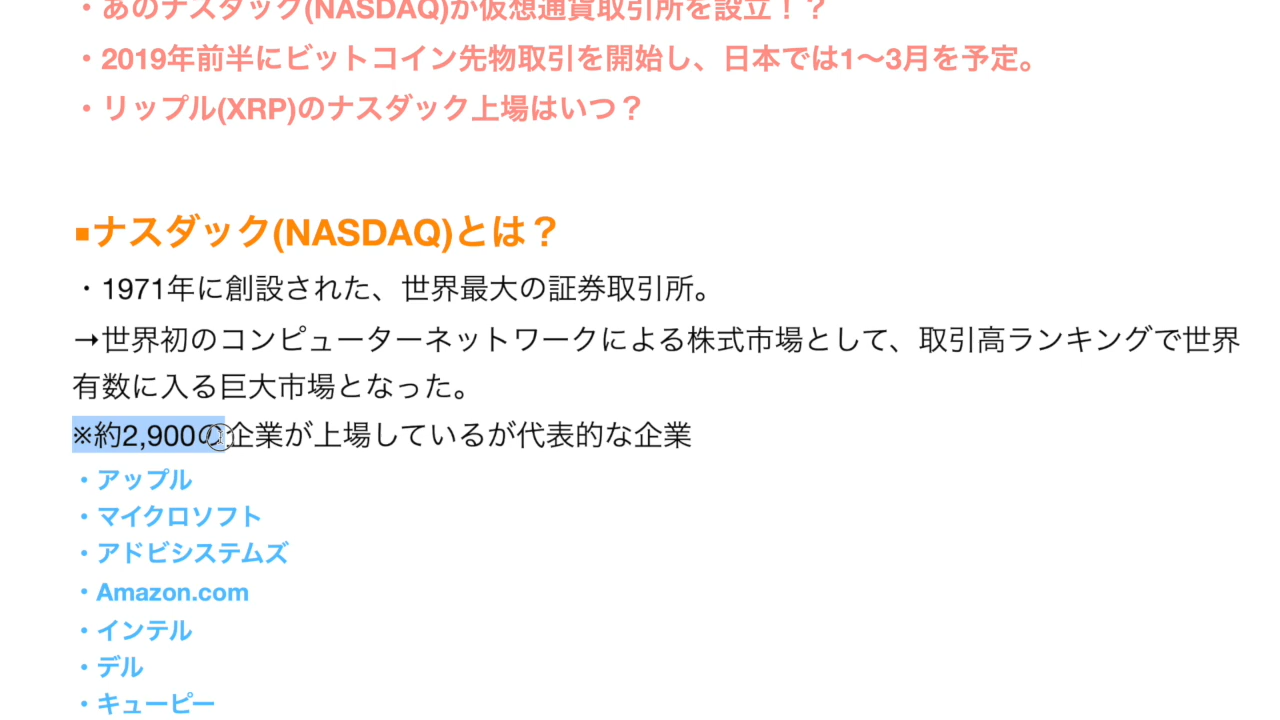 ・あのナスダック(NASDAQ)が仮想通貨取引所を設立！？
・2019年前半にビットコイン先物取引を開始し、日本では1〜3月を予定。
・リップル(XRP)のナスダック上場はいつ？
▪ナスダック(NASDAQ)とは？
・1971年に創設された、世界最大の証券取引所。
→世界初のコンピューターネットワークによる株式市場として、取引高ランキングで世界
有数に入る巨大市場となった。
※約2,900の企業が上場しているが代表的な企業
・アップル
・マイクロソフト
・アドビシステムズ
・Amazon.com
・インテル
・デル
・キューピー